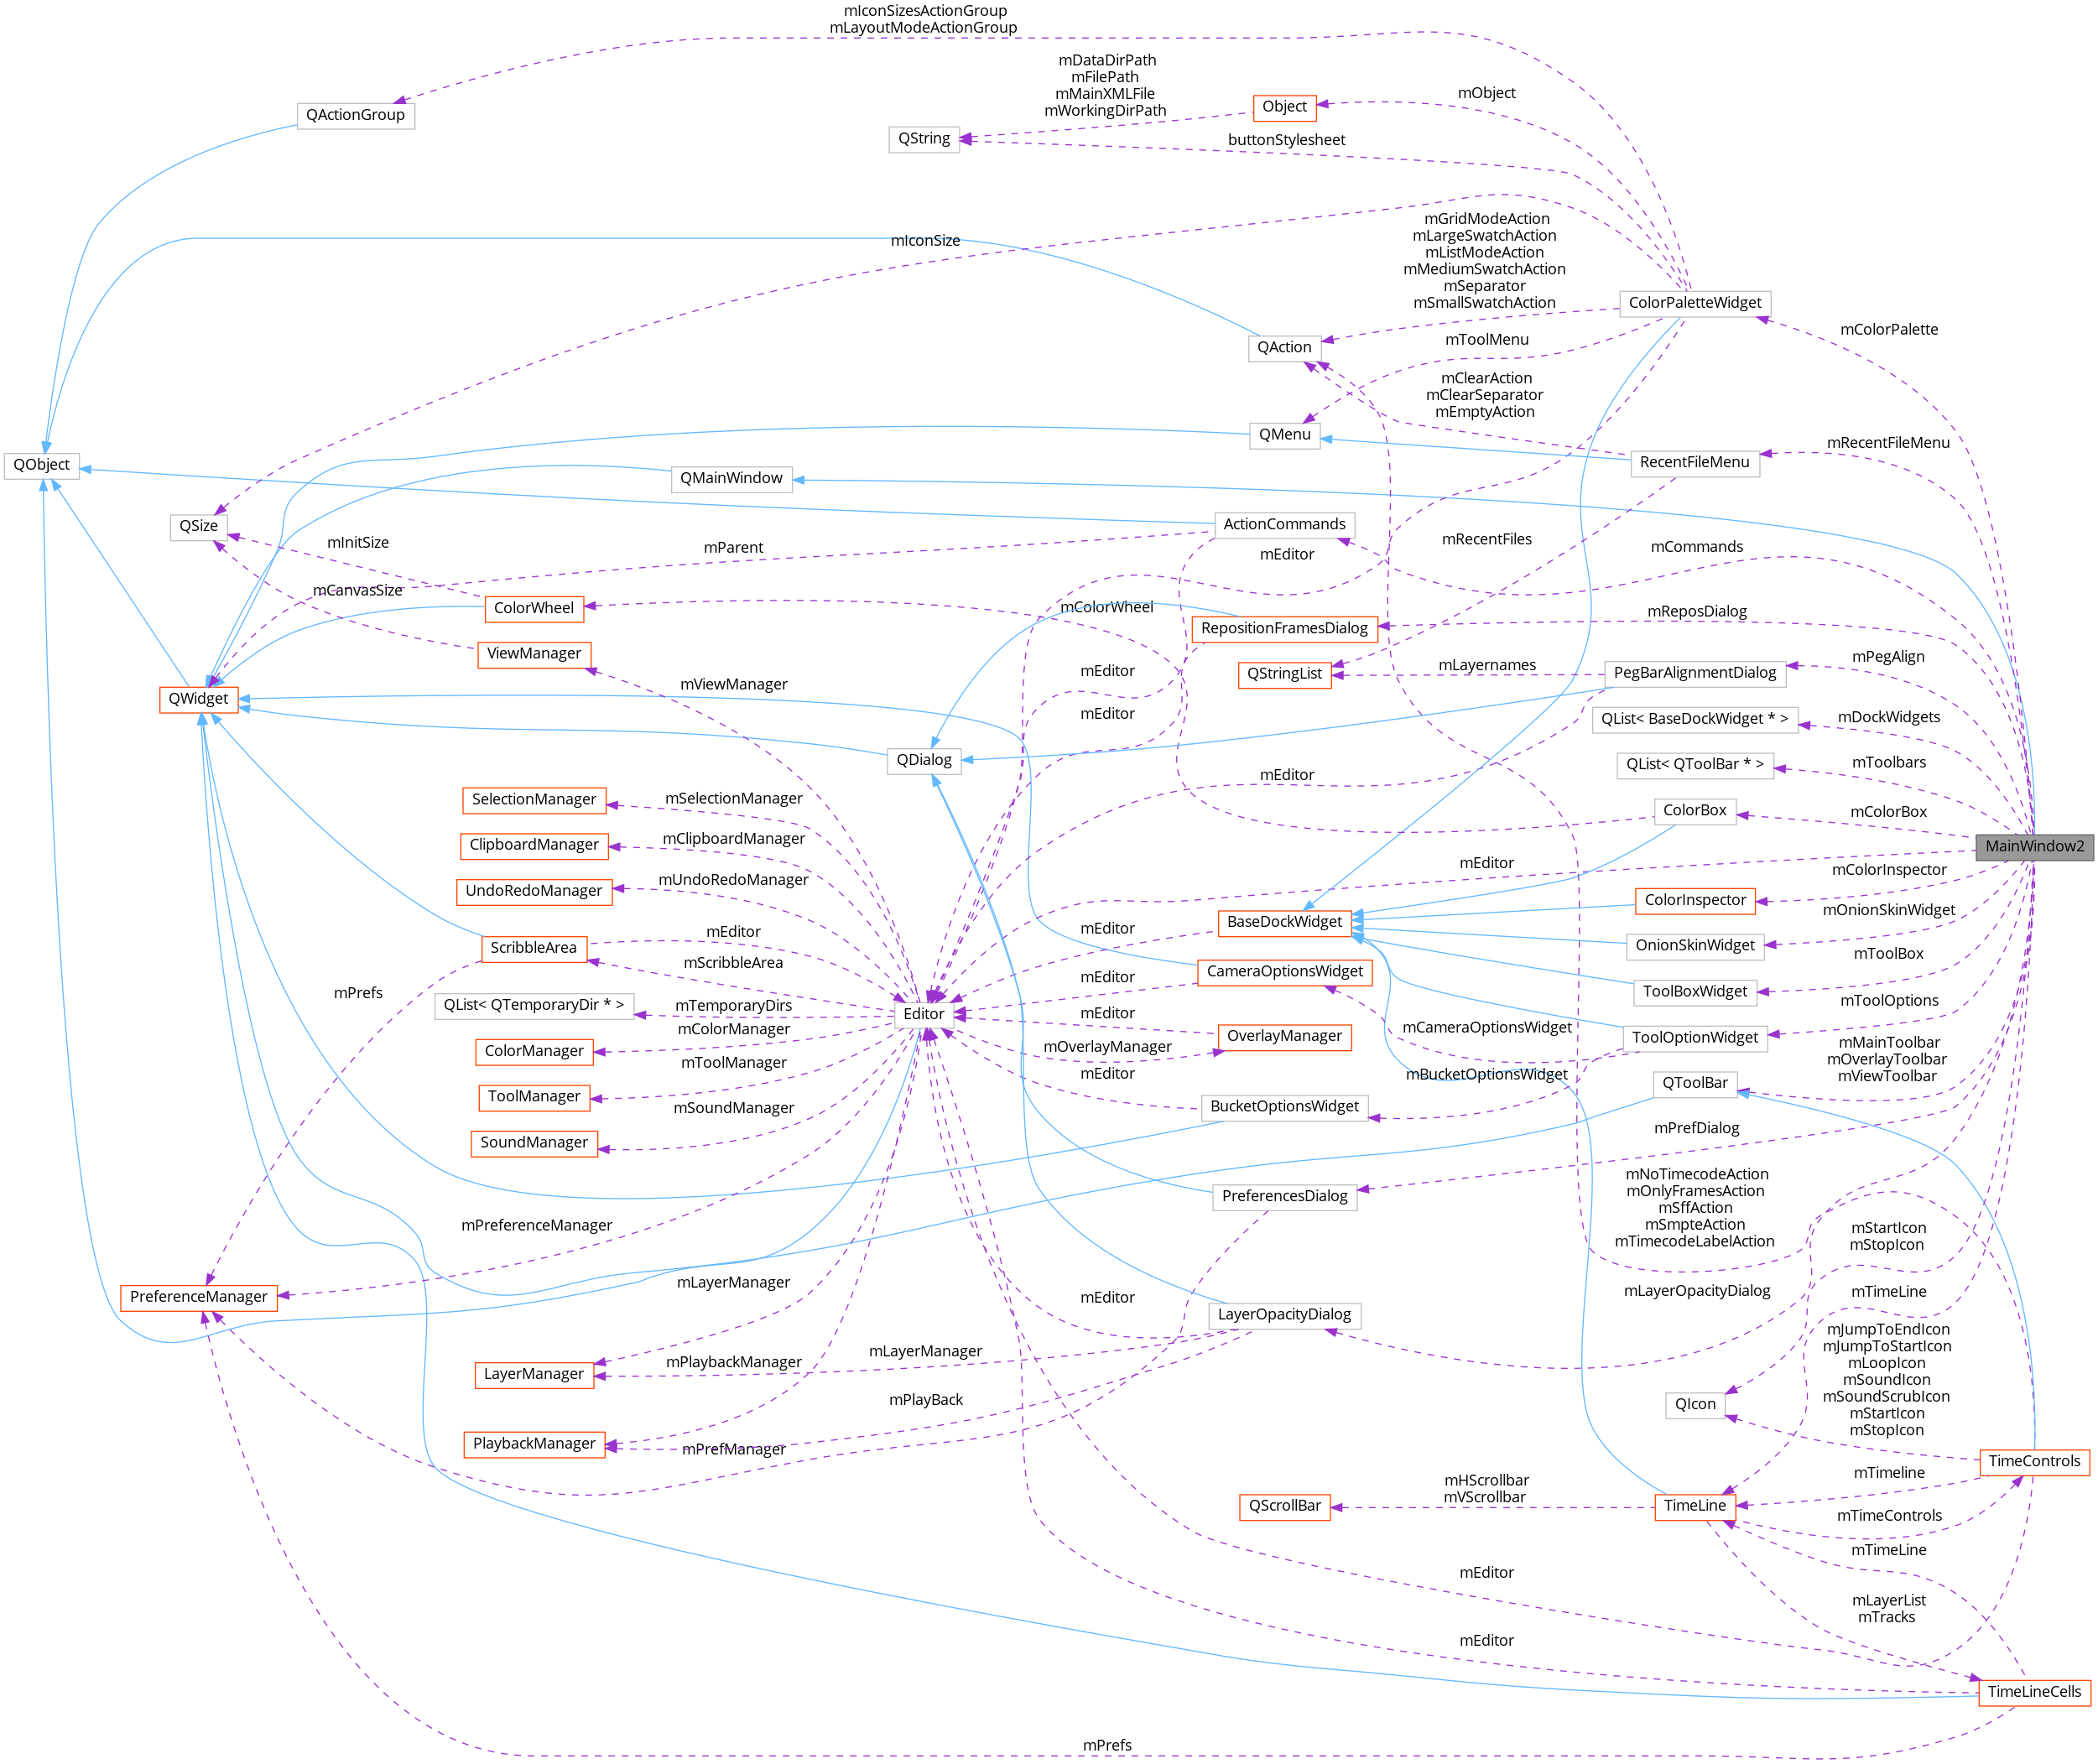 mIconSizesActionGroup
mLayoutModeActionGroup
mDataDirPath
mFilePath
mMainXMLFile
mWorkingDirPath
Object
mObject
QActionGroup
QString
buttonStylesheet
mIconSize
mGridModeAction
mLargeSwatchAction
mListModeAction
mMediumSwatchAction
mSeparator
mSmallSwatchAction
ColorPaletteWidget
mColorPalette
QAction
mToolMenu
mClearAction
mClearSeparator
mEmptyAction
QMenu
mRecentFileMenu
QObject
RecentFileMenu
QMainWindow
QSize
ActionCommands
mInitSize
mParent
mEditor
mRecentFiles
mCommands
mCanvasSize
ColorWheel
mColorWheel
mReposDialog
RepositionFramesDialog
ViewManager
mPegAlign
mEditor
mLayernames
QStringList
PegBarAlignmentDialog
mViewManager
QWidget
mEditor
QList< BaseDockWidget * >
mDockWidgets
QDialog
QList< QToolBar * >
mToolbars
mEditor
SelectionManager
mSelectionManager
ColorBox
mColorBox
ClipboardManager
mClipboardManager
MainWindow2
mEditor
mColorInspector
UndoRedoManager
mUndoRedoManager
ColorInspector
mOnionSkinWidget
BaseDockWidget
mEditor
ScribbleArea
mEditor
OnionSkinWidget
mToolBox
mScribbleArea
CameraOptionsWidget
mEditor
mPrefs
QList< QTemporaryDir * >
mTemporaryDirs
Editor
ToolBoxWidget
mToolOptions
mEditor
mColorManager
mCameraOptionsWidget
OverlayManager
ToolOptionWidget
ColorManager
mOverlayManager
mMainToolbar
mOverlayToolbar
mViewToolbar
mToolManager
mEditor
mBucketOptionsWidget
QToolBar
ToolManager
BucketOptionsWidget
mSoundManager
SoundManager
mPrefDialog
mNoTimecodeAction
mOnlyFramesAction
mSffAction
mSmpteAction
mTimecodeLabelAction
PreferencesDialog
mPreferenceManager
mStartIcon
mStopIcon
PreferenceManager
mLayerManager
mEditor
LayerOpacityDialog
mLayerOpacityDialog
mTimeLine
mJumpToEndIcon
mJumpToStartIcon
mLoopIcon
mSoundIcon
mSoundScrubIcon
mStartIcon
mStopIcon
LayerManager
mPlaybackManager
mLayerManager
mPlayBack
QIcon
PlaybackManager
mPrefManager
TimeControls
mTimeline
mHScrollbar
mVScrollbar
QScrollBar
TimeLine
mTimeControls
mTimeLine
mEditor
mLayerList
mTracks
mEditor
TimeLineCells
mPrefs